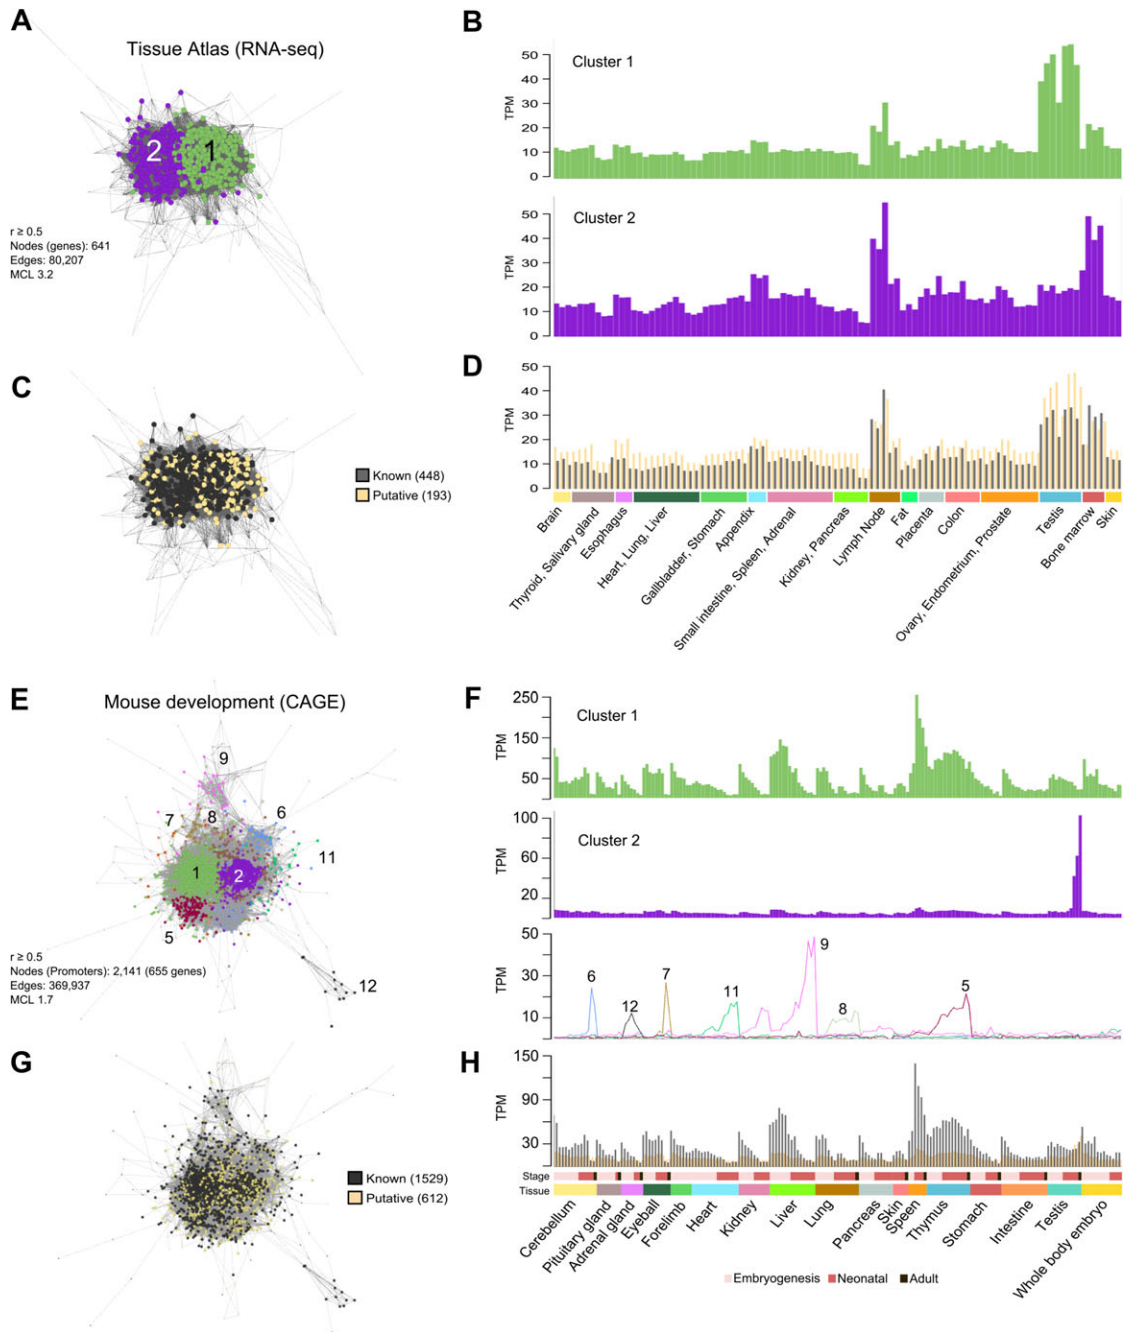 A
Tissue Atlas (RNA-seq)
2
1
r ≥ 0.5
Nodes (genes): 641
Edges: 80,207
MCL 3.2
B
Cluster 1
TPM
50
40
30
20
10
0
Cluster 2
TPM
50
40
30
20
10
0
C
Known (448)
Putative (193)
D
TPM
50
40
30
20
10
0
Brain
Thyroid, Salivary gland
Esophagus
Heart, Lung, Liver
Gallbladder, Stomach
Appendix
Small intestine, Spleen, Adrenal
Kidney, Pancreas
Lymph Node
Fat
Placenta
Colon
Ovary, Endometrium, Prostate
Testis
Bone marrow
Skin
E
Mouse development (CAGE)
9
7
8
6
11
1
2
5
12
r ≥ 0.5
Nodes (Promoters): 2,141 (655 genes)
Edges: 369,937
MCL 1.7
F
Cluster 1
TPM
250
150
50
Cluster 2
TPM
100
60
20
TPM
50
30
10
6
12
7
11
9
8
5
G
Known (1529)
Putative (612)
H
TPM
150
90
30
Stage
Tissue
Cerebellum
Pituitary gland
Adrenal gland
Eyeball
Forelimb
Heart
Kidney
Liver
Lung
Pancreas
Skin
Speen
Thymus
Stomach
Intestine
Testis
Whole body embryo
Embryogenesis
Neonatal
Adult